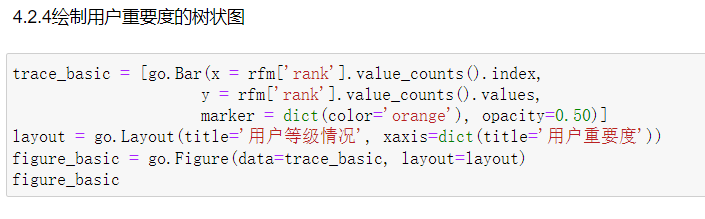 4.2.4绘制用户重要度的树状图
trace_basic = [go.Bar(x = rfm['rank'].value_counts().index,
y = rfm['rank'].value_counts().values,
marker = dict(color='orange'), opacity=0.50)]
layout = go.Layout(title='用户等级情况', xaxis=dict(title='用户重要度'))
figure_basic = go.Figure(data=trace_basic, layout=layout)
figure_basic